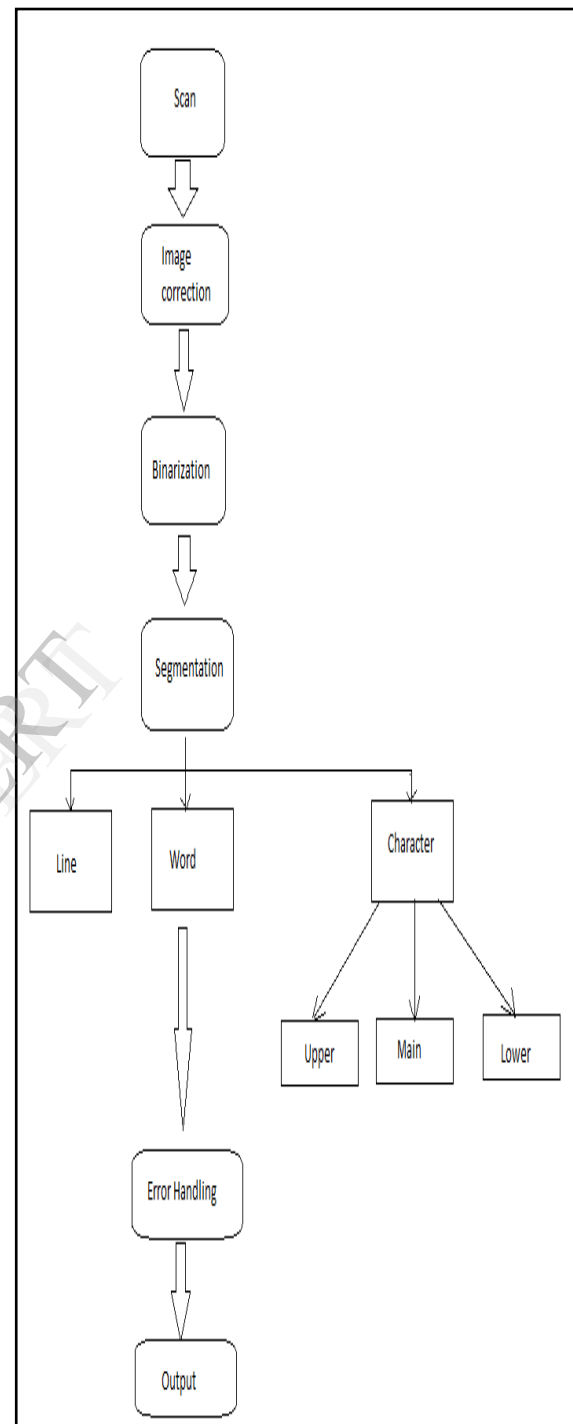 Scan
Image
correction
Binarization
Segmentation
Line
Word
Character
Upper
Main
Lower
Error Handling
Output